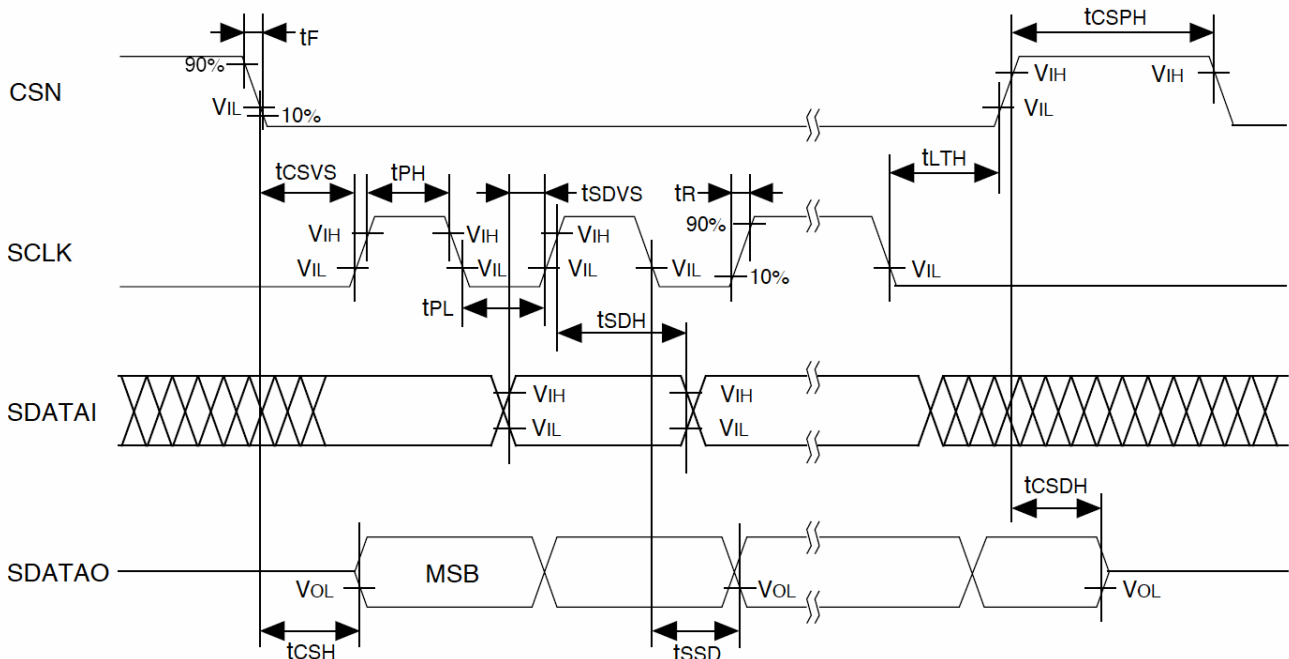 tF
tCSPH
90%
VIH
VIH
CSN
VIL
10%
VIL
tCSVS
tPH
tSDVS
tR
tLTH
90%
VIH
VIH
VIH
SCLK
VIL
VIL
VIL
VIL
10%
VIL
tPL
tSDH
VIH
VIH
SDATAI
VIL
VIL
tCSDH
SDATAO
MSB
VOL
VOL
VOL
tCSH
tSSD